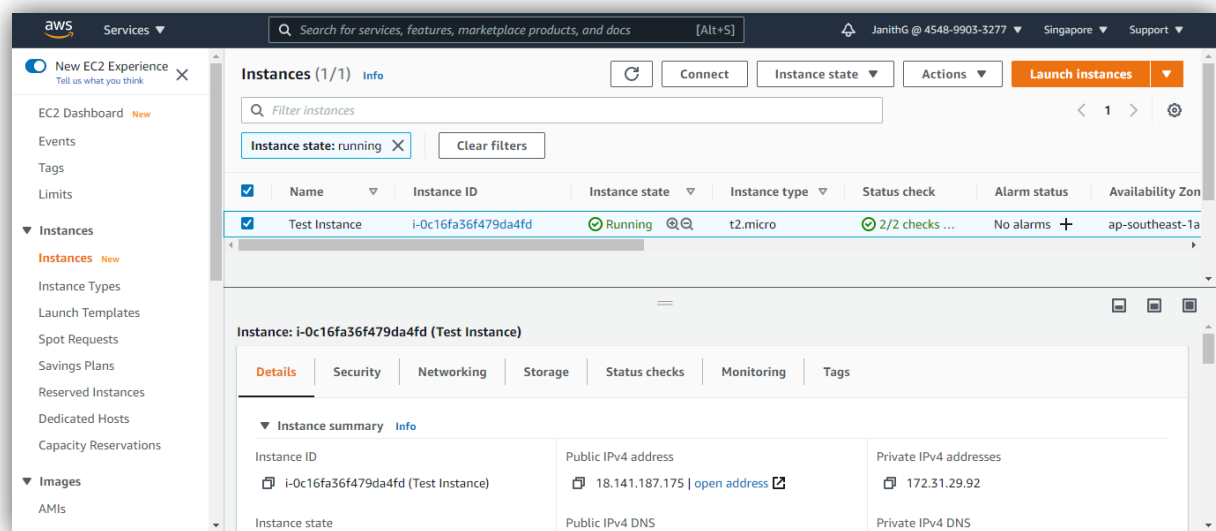 aws Services ▼ Search for services, features, marketplace products, and docs [Alt+S] JanithG @ 4548-9903-3277 ▼ Singapore ▼ Support ▼
New EC2 Experience
Tell us what you think
EC2 Dashboard New
Events
Tags
Limits
Instances
Instances New
Instance Types
Launch Templates
Spot Requests
Savings Plans
Reserved Instances
Dedicated Hosts
Capacity Reservations
Images
AMIs
Instances (1/1) Info Connect Instance state ▼ Actions ▼ Launch instances ▼
Filter instances < 1 >
Instance state: running X Clear filters
Name Instance ID Instance state Instance type Status check Alarm status Availability Zon
Test Instance i-0c16fa36f479da4fd Running t2.micro 2/2 checks ... No alarms + ap-southeast-1a
Instance: i-0c16fa36f479da4fd (Test Instance)
Details Security Networking Storage Status checks Monitoring Tags
▼ Instance summary Info
Instance ID Public IPv4 address Private IPv4 addresses
i-0c16fa36f479da4fd (Test Instance) 18.141.187.175 | open address 172.31.29.92
Instance state Public IPv4 DNS Private IPv4 DNS